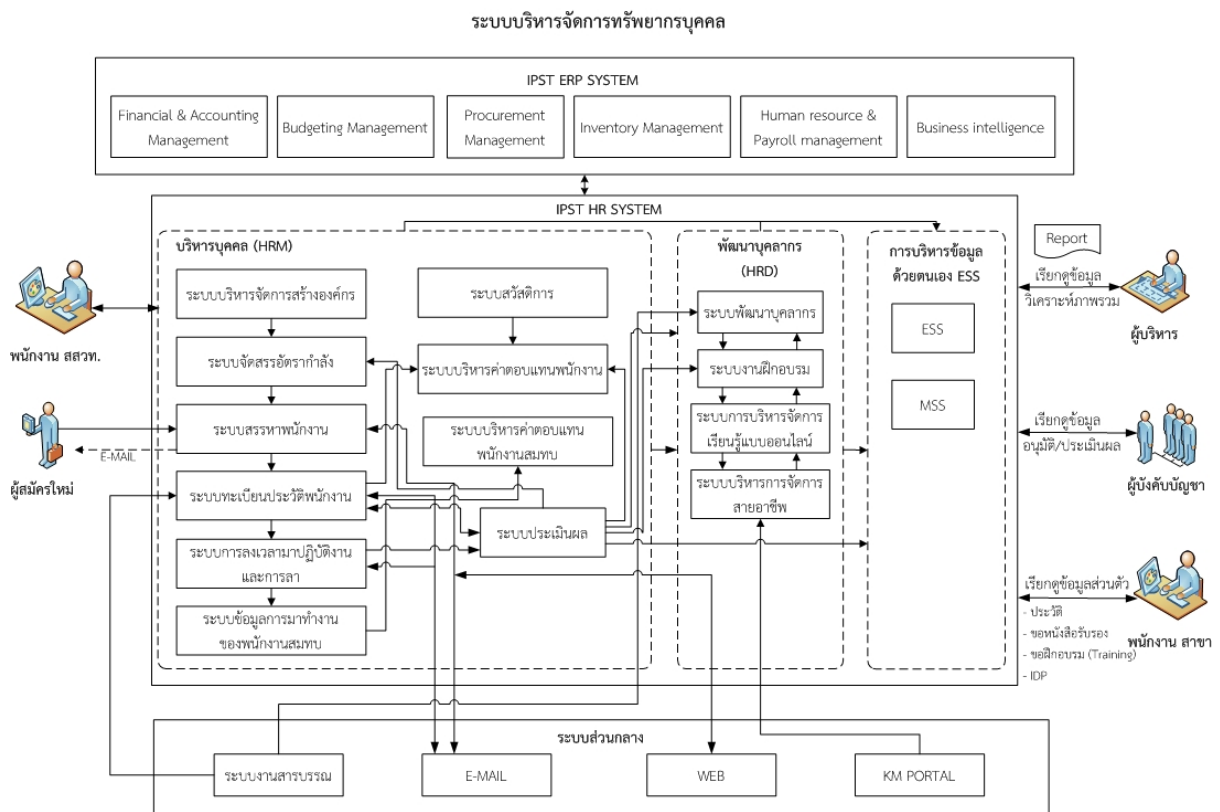 ระบบบริหารจัดการทรัพยากรบุคคล
IPST ERP SYSTEM
Financial & Accounting
Management
Budgeting Management
Procurement
Management
Inventory Management
Human resource &
Payroll management
Business intelligence
IPST HR SYSTEM
บริหารบุคคล (HRM)
ระบบบริหารจัดการสร้างองค์กร
ระบบจัดสรรอัตรากำลัง
ระบบสรรหาพนักงาน
ระบบทะเบียนประวัติพนักงาน
ระบบการลงเวลามาปฏิบัติงาน
และการลา
ระบบข้อมูลการมาทำงาน
ของพนักงานสมทบ
ระบบสวัสดิการ
ระบบบริหารค่าตอบแทนพนักงาน
ระบบบริหารค่าตอบแทน
พนักงานสมทบ
ระบบประเมินผล
พัฒนาบุคลากร
(HRD)
ระบบพัฒนาบุคลากร
ระบบงานฝึกอบรม
ระบบการบริหารจัดการ
เรียนรู้แบบออนไลน์
ระบบบริหารการจัดการ
สายอาชีพ
การบริหารข้อมูล
ด้วยตนเอง ESS
ESS
MSS
พนักงาน สสวท.
E-MAIL
ผู้สมัครใหม่
Report
เรียกดูข้อมูล
วิเคราะห์ภาพรวม
ผู้บริหาร
เรียกดูข้อมูล
อนุมัติ/ประเมินผล
ผู้บังคับบัญชา
เรียกดูข้อมูลส่วนตัว
- ประวัติ
- ขอหนังสือรับรอง
- ขอฝึกอบรม (Training)
- IDP
พนักงาน สาขา
ระบบส่วนกลาง
ระบบงานสารบรรณ
E-MAIL
WEB
KM PORTAL